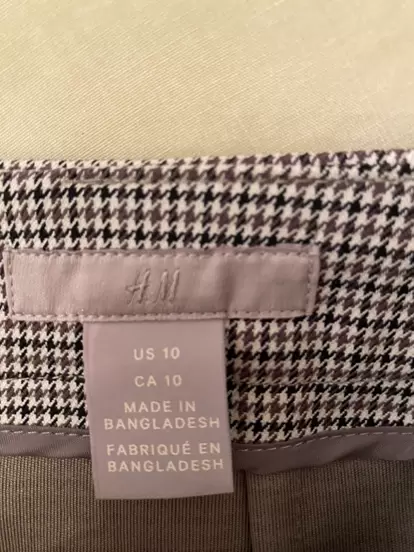 H&M
US 10
CA 10
MADE IN
BANGLADESH
FABRIQUÉ EN
BANGLADESH